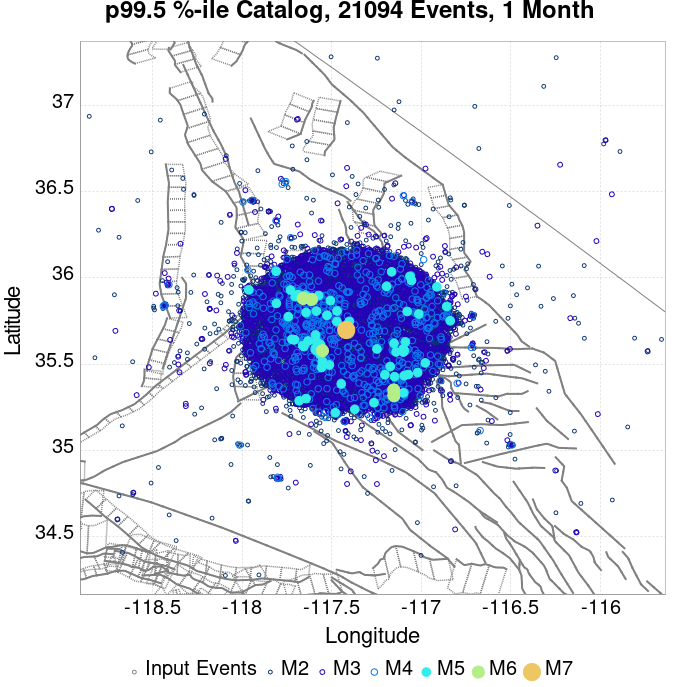 p99.5 %-ile Catalog, 21094 Events, 1 Month
37
36.5
36
35.5
35
34.5
Latitude
-118.5 -118 -117.5 -117 -116.5 -116
Longitude
Input Events M2 M3 M4 M5 M6 M7